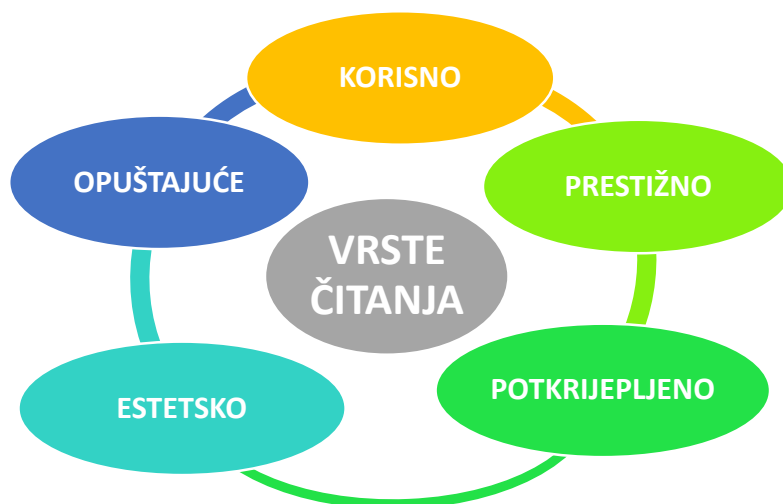 KORISNO
OPUŠTAJUĆE
PRESTIŽNO
VRSTE
ČITANJA
ESTETSKO
POTKRIJEPLJENO